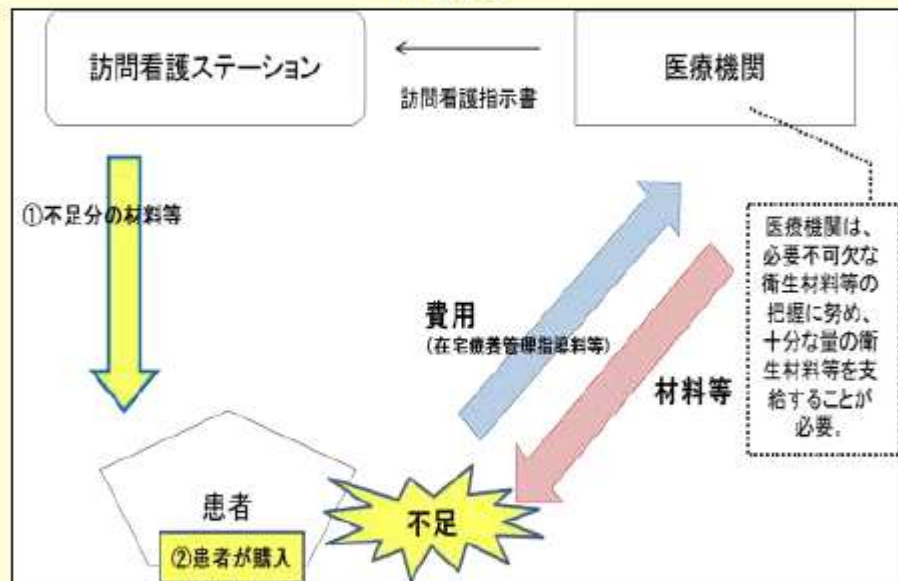 訪問看護ステーション
医療機関
訪問看護指示書
①不足分の材料等
医療機関は、
必要不可欠な
衛生材料等の
把握に努め、
十分な量の衛
生材料等を支
給することが
必要。
費用
(在宅療養管理指導料等)
材料等
患者
不足
②患者が購入